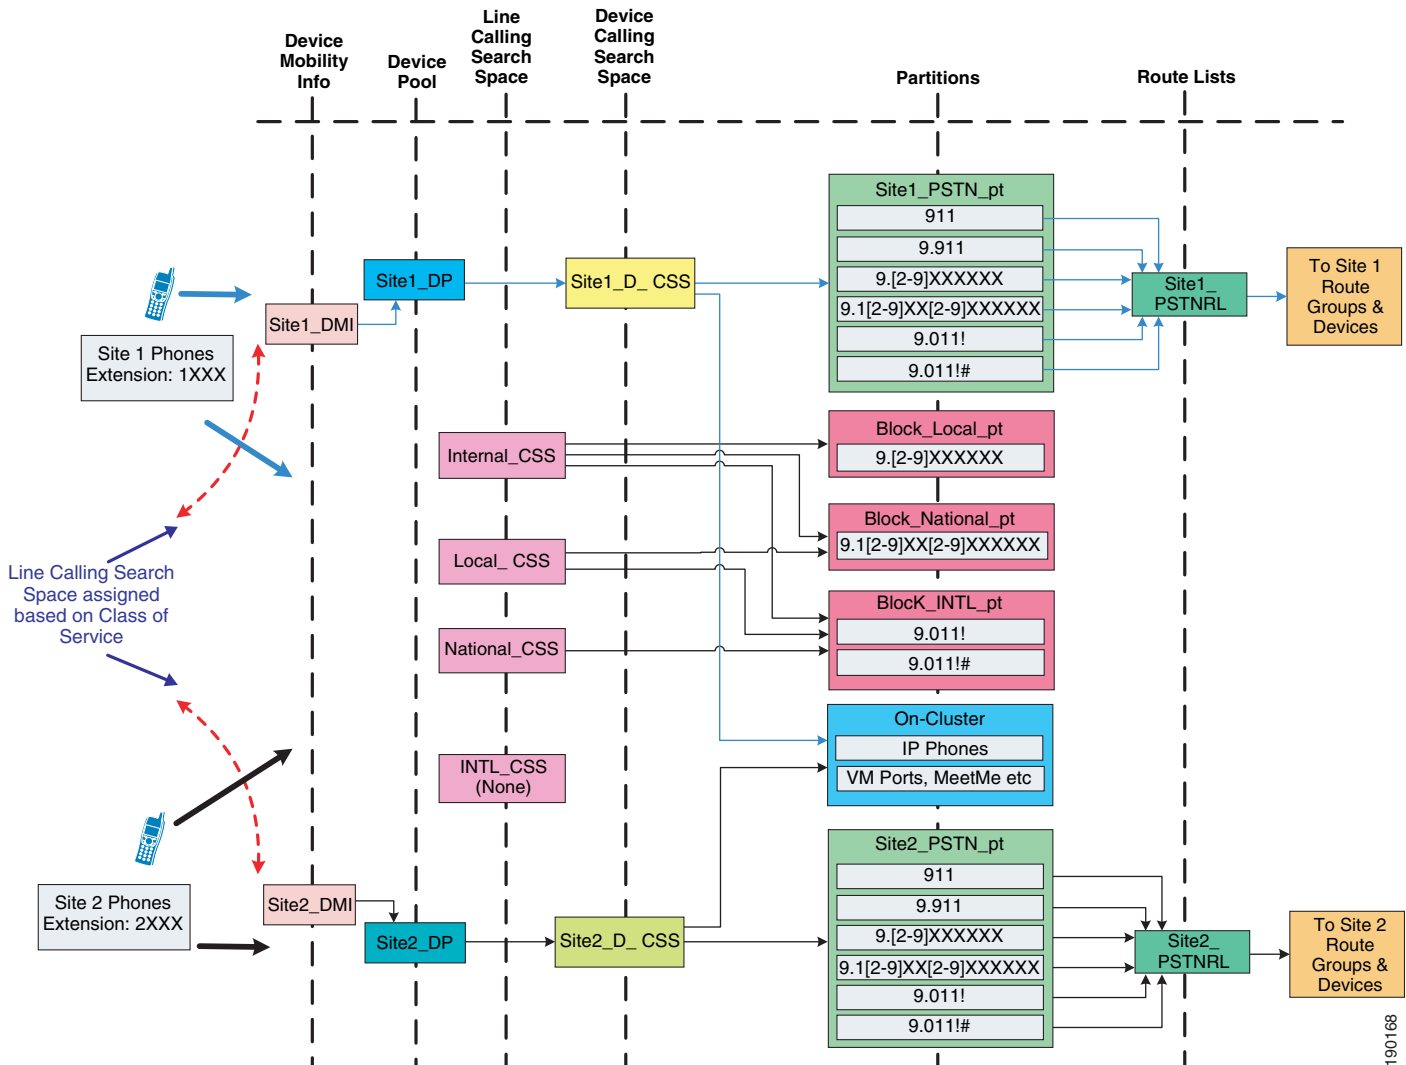 Device
Mobility
Info
Device
Pool
Line
Calling
Search
Space
Device
Calling
Search
Space
Partitions
Route Lists
Site 1 Phones
Extension: 1XXX
Site1_DMI
Site1_DP
Site1_D_ CSS
Site1_PSTN_pt
911
9.911
9.[2-9]XXXXXX
9.1[2-9]XX[2-9]XXXXXX
9.011!
9.011!#
Site1_
PSTNRL
To Site 1
Route
Groups &
Devices
Internal_CSS
Block_Local_pt
9.[2-9]XXXXXX
Block_National_pt
9.1[2-9]XX[2-9]XXXXXX
Local_ CSS
Line Calling Search
Space assigned
based on Class of
Service
BlocK_INTL_pt
9.011!
9.011!#
National_CSS
On-Cluster
IP Phones
VM Ports, MeetMe etc
INTL_CSS
(None)
Site 2 Phones
Extension: 2XXX
Site2_DMI
Site2_DP
Site2_D_ CSS
Site2_PSTN_pt
911
9.911
9.[2-9]XXXXXX
9.1[2-9]XX[2-9]XXXXXX
9.011!
9.011!#
Site2_
PSTNRL
To Site 2
Route
Groups &
Devices
190168